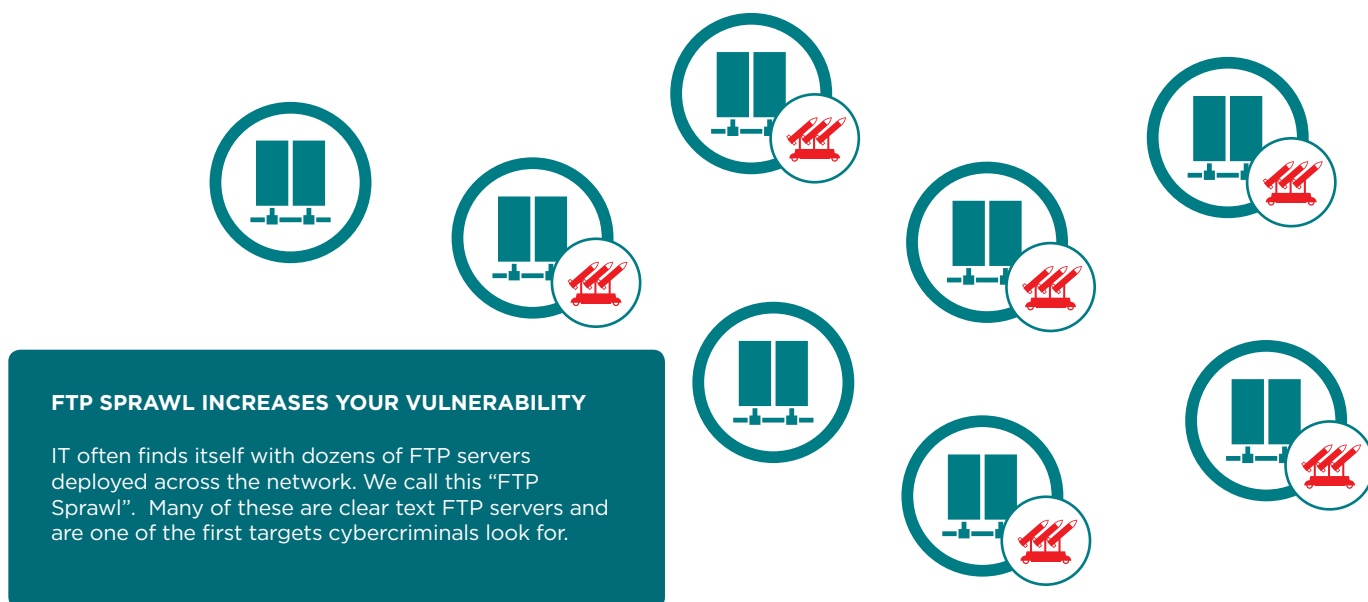 FTP SPRAWL INCREASES YOUR VULNERABILITY
IT often finds itself with dozens of FTP servers
deployed across the network. We call this “FTP
Sprawl”.  Many of these are clear text FTP servers and
are one of the first targets cybercriminals look for.